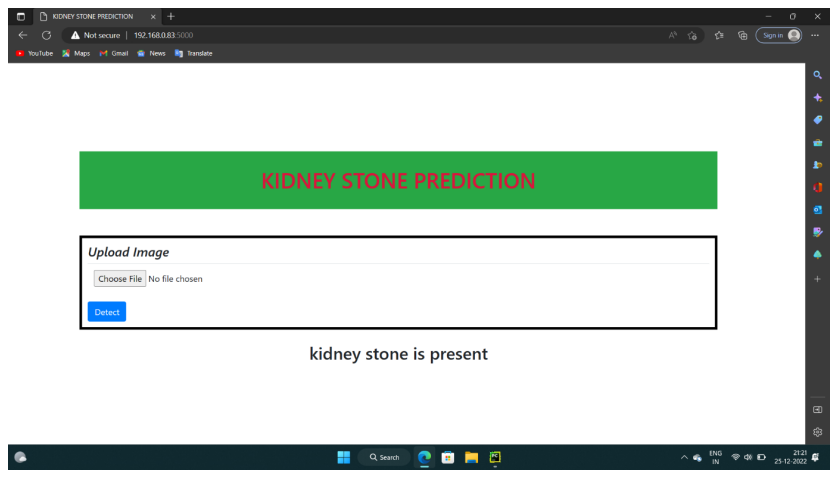 KIDNEY STONE PREDICTION
Not secure | 192.168.0.83:5000
Sign in
YouTube Maps Gmail News Translate
KIDNEY STONE PREDICTION
Upload Image
Choose File No file chosen
Detect
kidney stone is present
Search
ENG 21:21
IN 25-12-2022